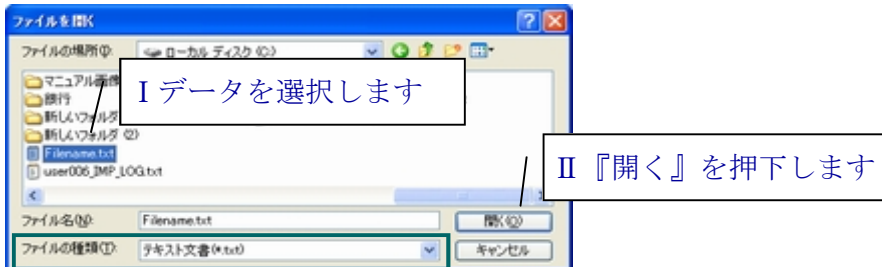 ファイルを開く
ファイルの場所(I):
ローカル ディスク (C:)
マニュアル画像
銀行
新しいフォルダ
新しいフォルダ (2)
Filename.txt
user006_IMP_LOG.txt
Ⅰデータを選択します
Ⅱ『開く』を押下します
ファイル名(N):
Filename.txt
開く(O)
ファイルの種類(T):
テキスト文書(*.txt)
キャンセル